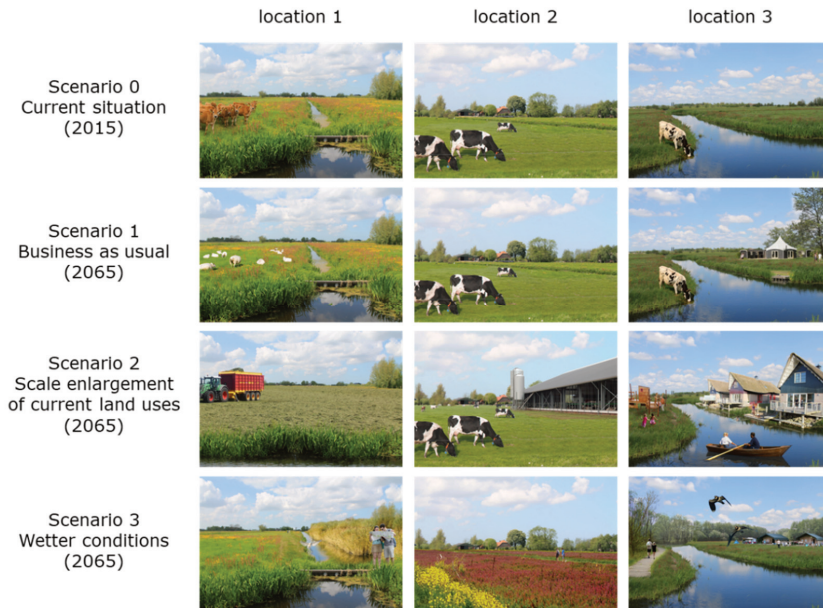 location 1
location 2
location 3
Scenario 0
Current situation
(2015)
Scenario 1
Business as usual
(2065)
Scenario 2
Scale enlargement
of current land uses
(2065)
Scenario 3
Wetter conditions
(2065)